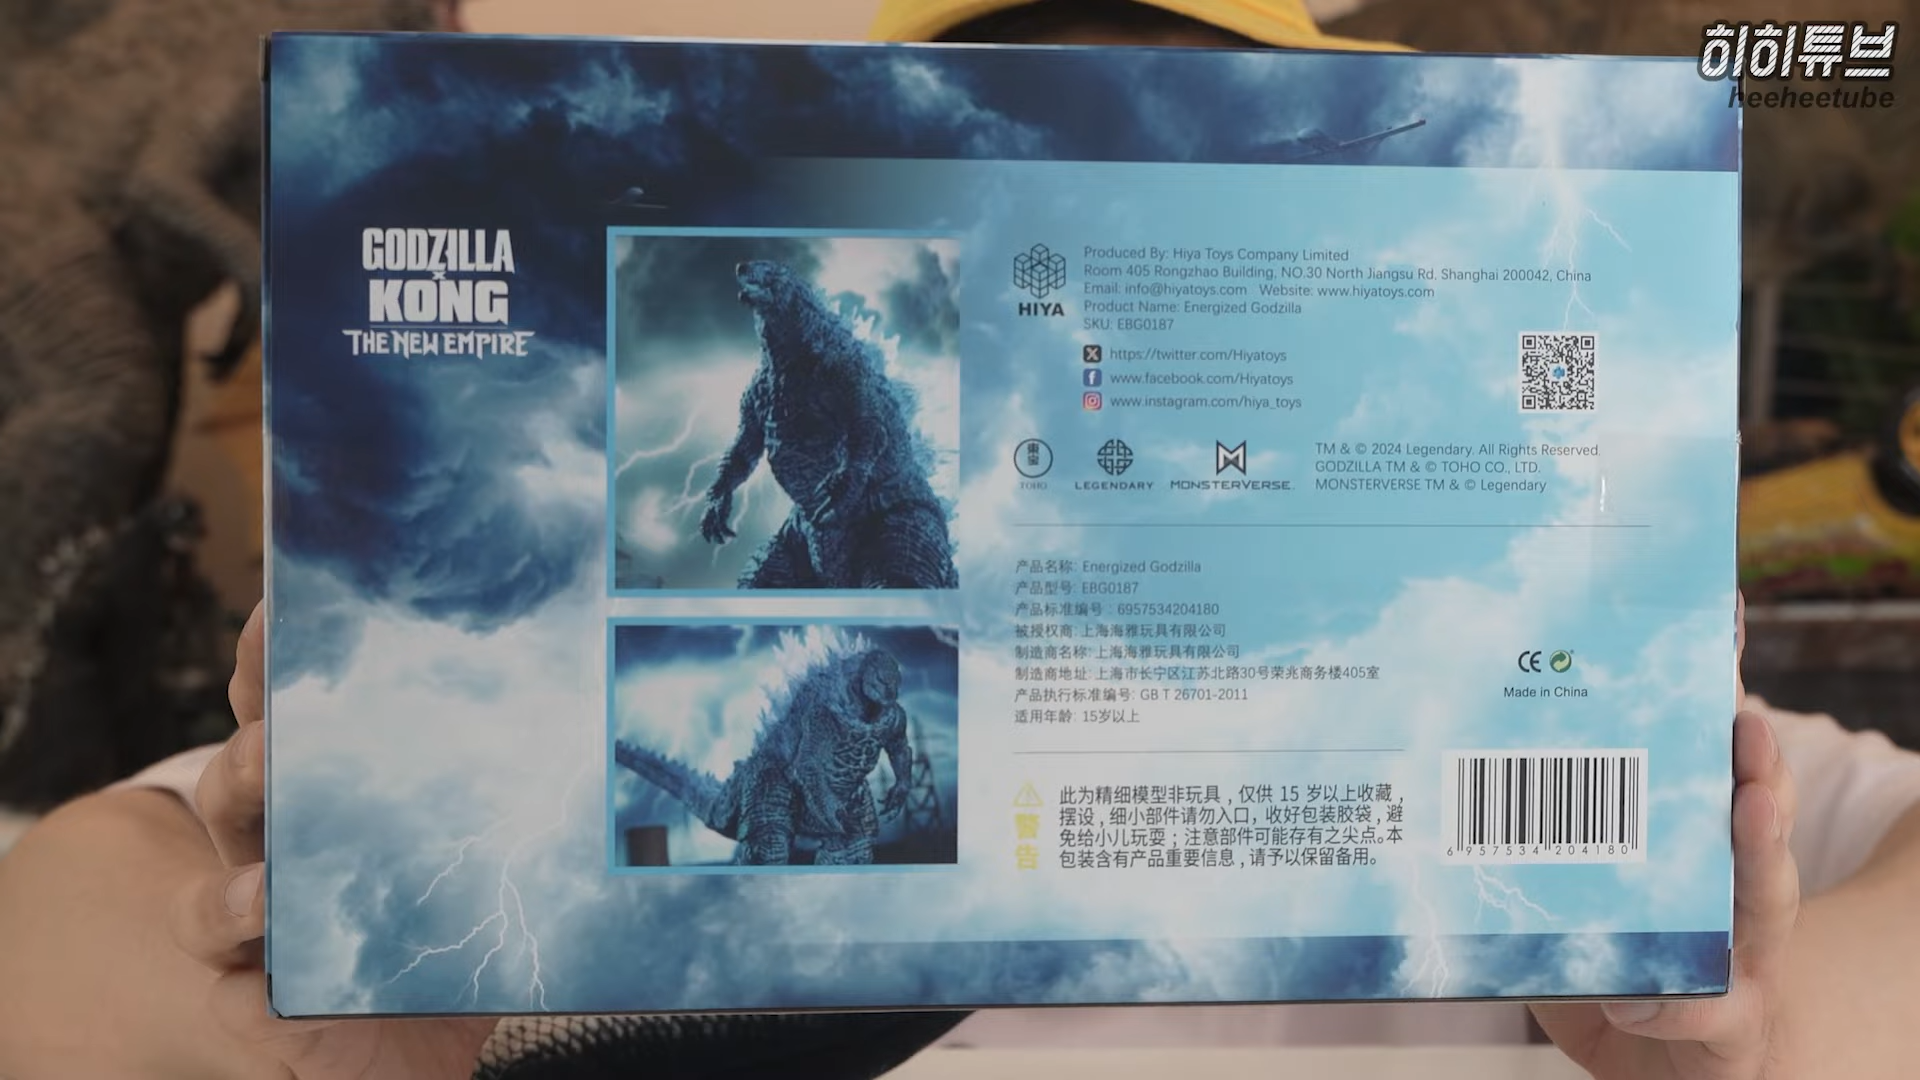 히히튜브
heeheetube
GODZILLA
x
KONG
THE NEW EMPIRE
HIYA
Produced By: Hiya Toys Company Limited
Room 405 Rongzhao Building, NO.30 North Jiangsu Rd. Shanghai 200042, China
Email: info@hiyatoys.com Website: www.hiyatoys.com
Product Name: Energized Godzilla
SKU: EBG0187
https://twitter.com/Hiyatoys
www.facebook.com/Hiyatoys
www.instagram.com/hiya_toys
東宝
TOHO
LEGENDARY
MONSTERVERSE
TM & © 2024 Legendary. All Rights Reserved.
GODZILLA TM & © TOHO CO., LTD.
MONSTERVERSE TM & © Legendary
产品名称: Energized Godzilla
产品型号: EBG0187
产品标准编号：6957534204180
被授权商: 上海海雅玩具有限公司
制造商名称: 上海海雅玩具有限公司
制造商地址: 上海市长宁区江苏北路30号荣兆商务楼405室
产品执行标准编号: GB T 26701-2011
适用年龄: 15岁以上
CE
Made in China
警告
此为精细模型非玩具，仅供 15 岁以上收藏，
摆设，细小部件请勿入口，收好包装胶袋，避
免给小儿玩耍；注意部件可能存有之尖点。本
包装含有产品重要信息，请予以保留备用。
6 957534 204180